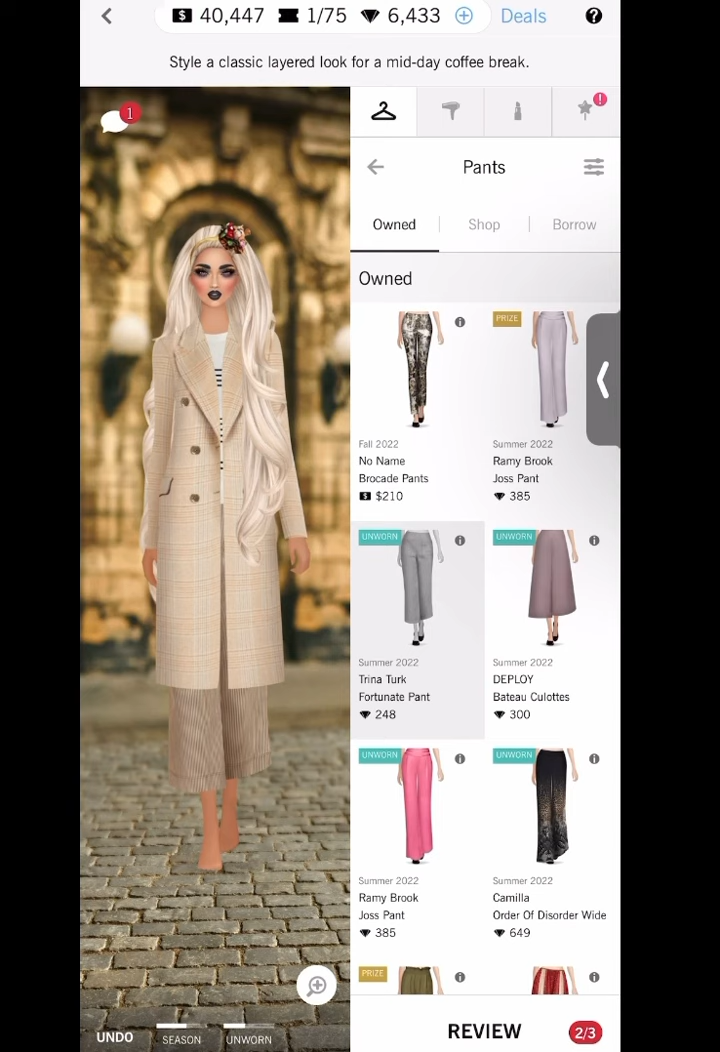 $ 40,447 1/75 6,433 Deals ?
Style a classic layered look for a mid-day coffee break.
1
!
Pants
Owned Shop Borrow
Owned
PRIZE
Fall 2022
No Name
Brocade Pants
$ $210
Summer 2022
Ramy Brook
Joss Pant
385
UNWORN
UNWORN
Summer 2022
Trina Turk
Fortunate Pant
248
Summer 2022
DEPLOY
Bateau Culottes
300
UNWORN
UNWORN
Summer 2022
Ramy Brook
Joss Pant
385
Summer 2022
Camilla
Order Of Disorder Wide
649
PRIZE
UNDO SEASON UNWORN
REVIEW 2/3